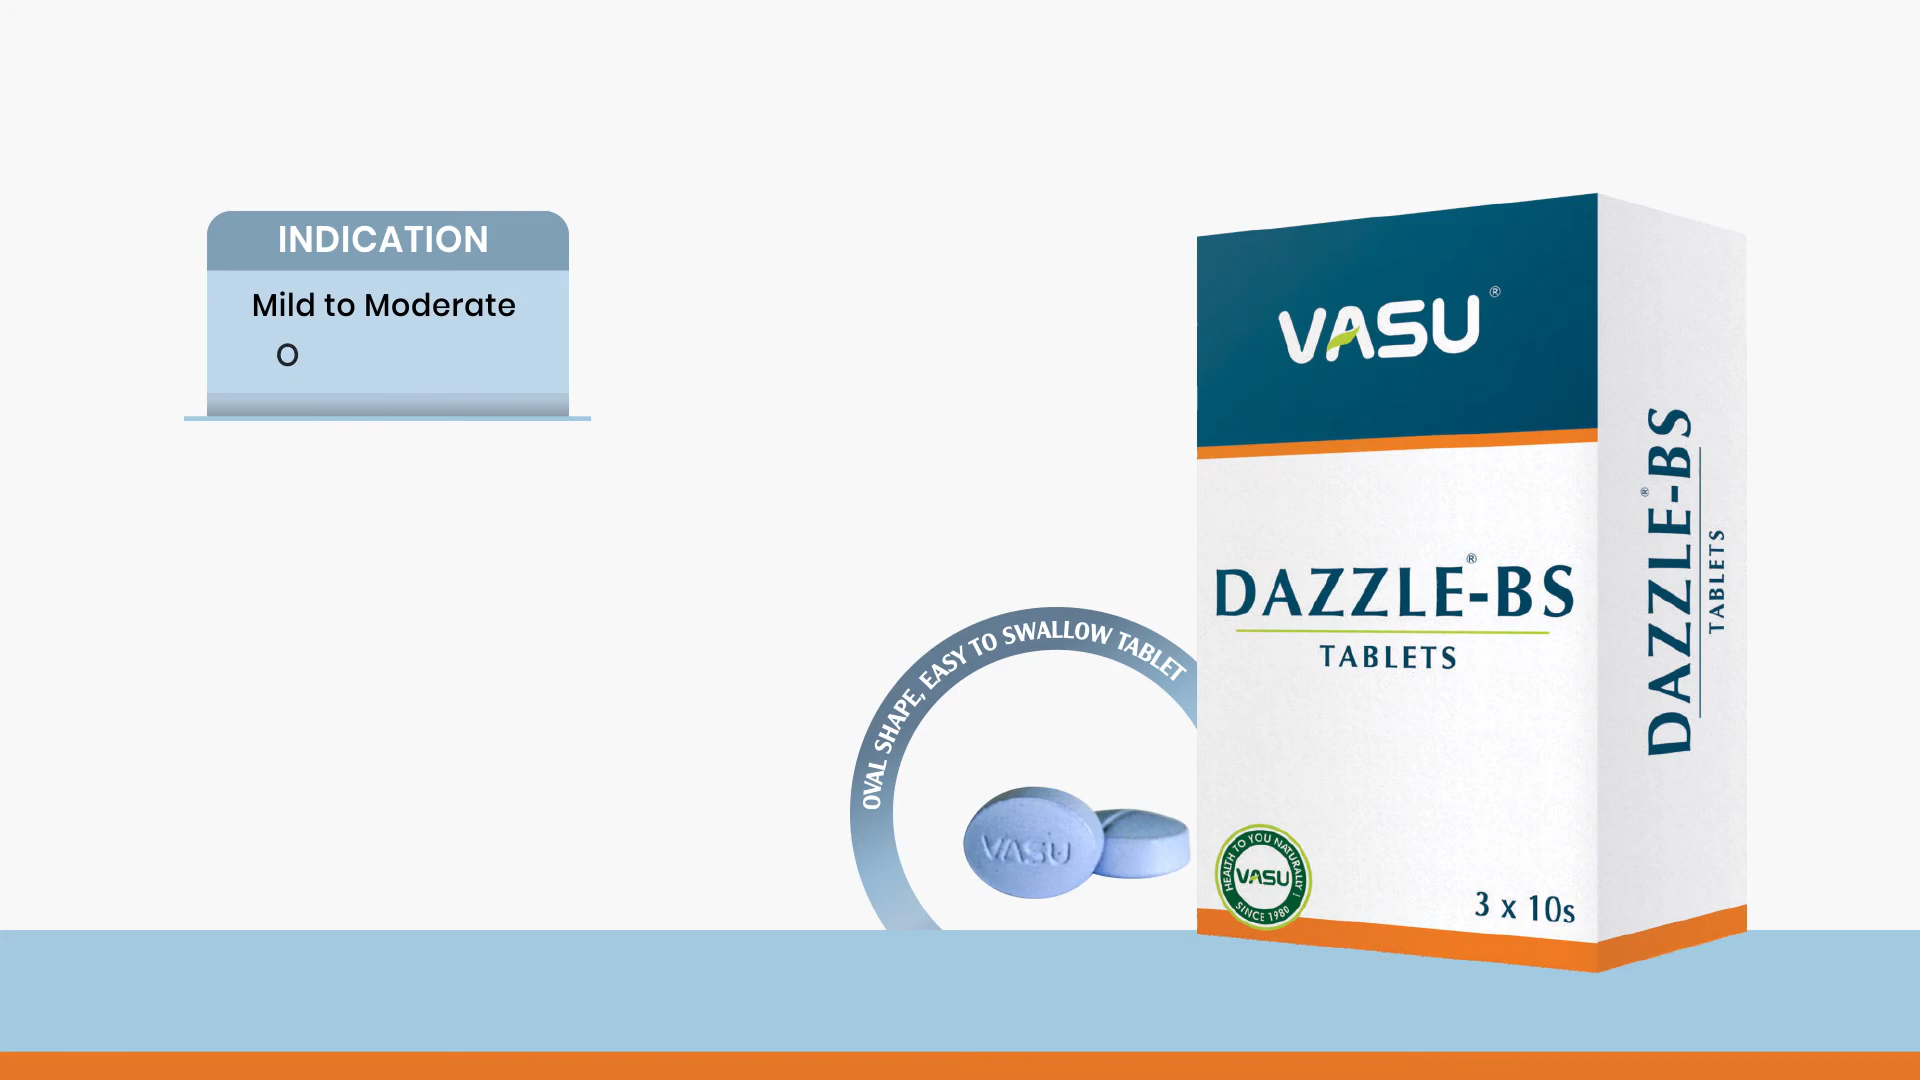 INDICATION
Mild to Moderate
O
OVAL SHAPE, EASY TO SWALLOW TABLET
VASU
VASU®
DAZZLE®-BS
TABLETS
HEALTH TO YOU NATURALLY!
VASU
SINCE 1980
3 x 10s
DAZZLE®-BS
TABLETS